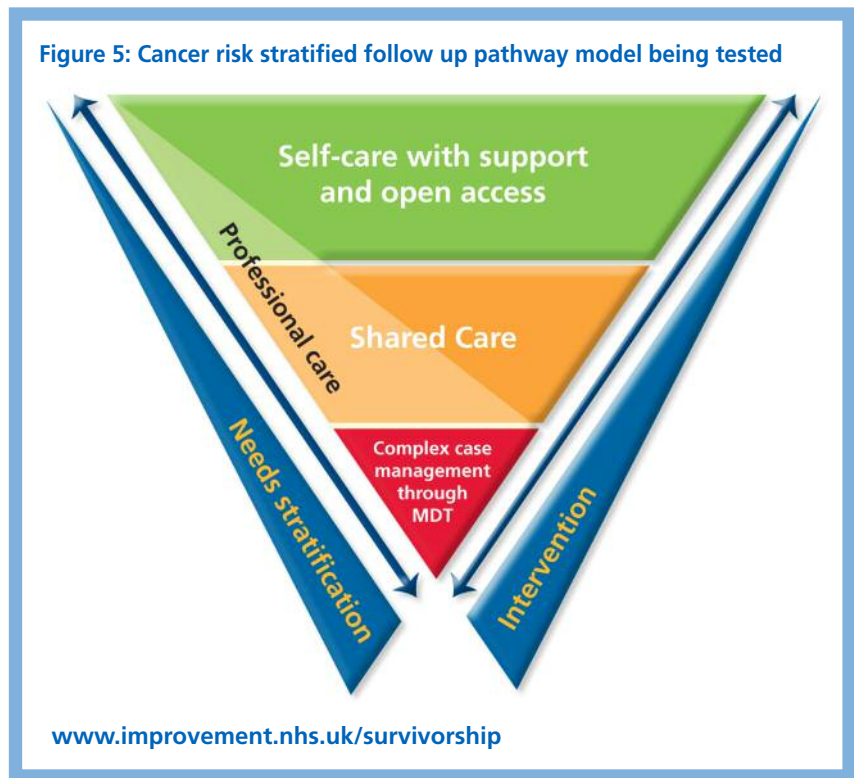 Figure 5: Cancer risk stratified follow up pathway model being tested
Self-care with support
and open access
Professional care
Shared Care
Complex case
management
through
MDT
Needs stratification
Intervention
www.improvement.nhs.uk/survivorship